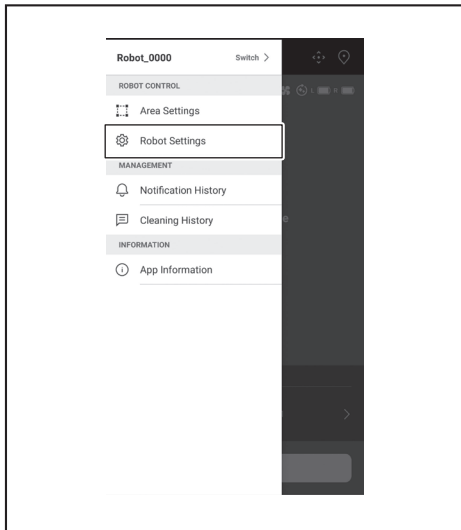 Robot_0000 Switch >
ROBOT CONTROL
Area Settings
Robot Settings
MANAGEMENT
Notification History
Cleaning History
INFORMATION
App Information